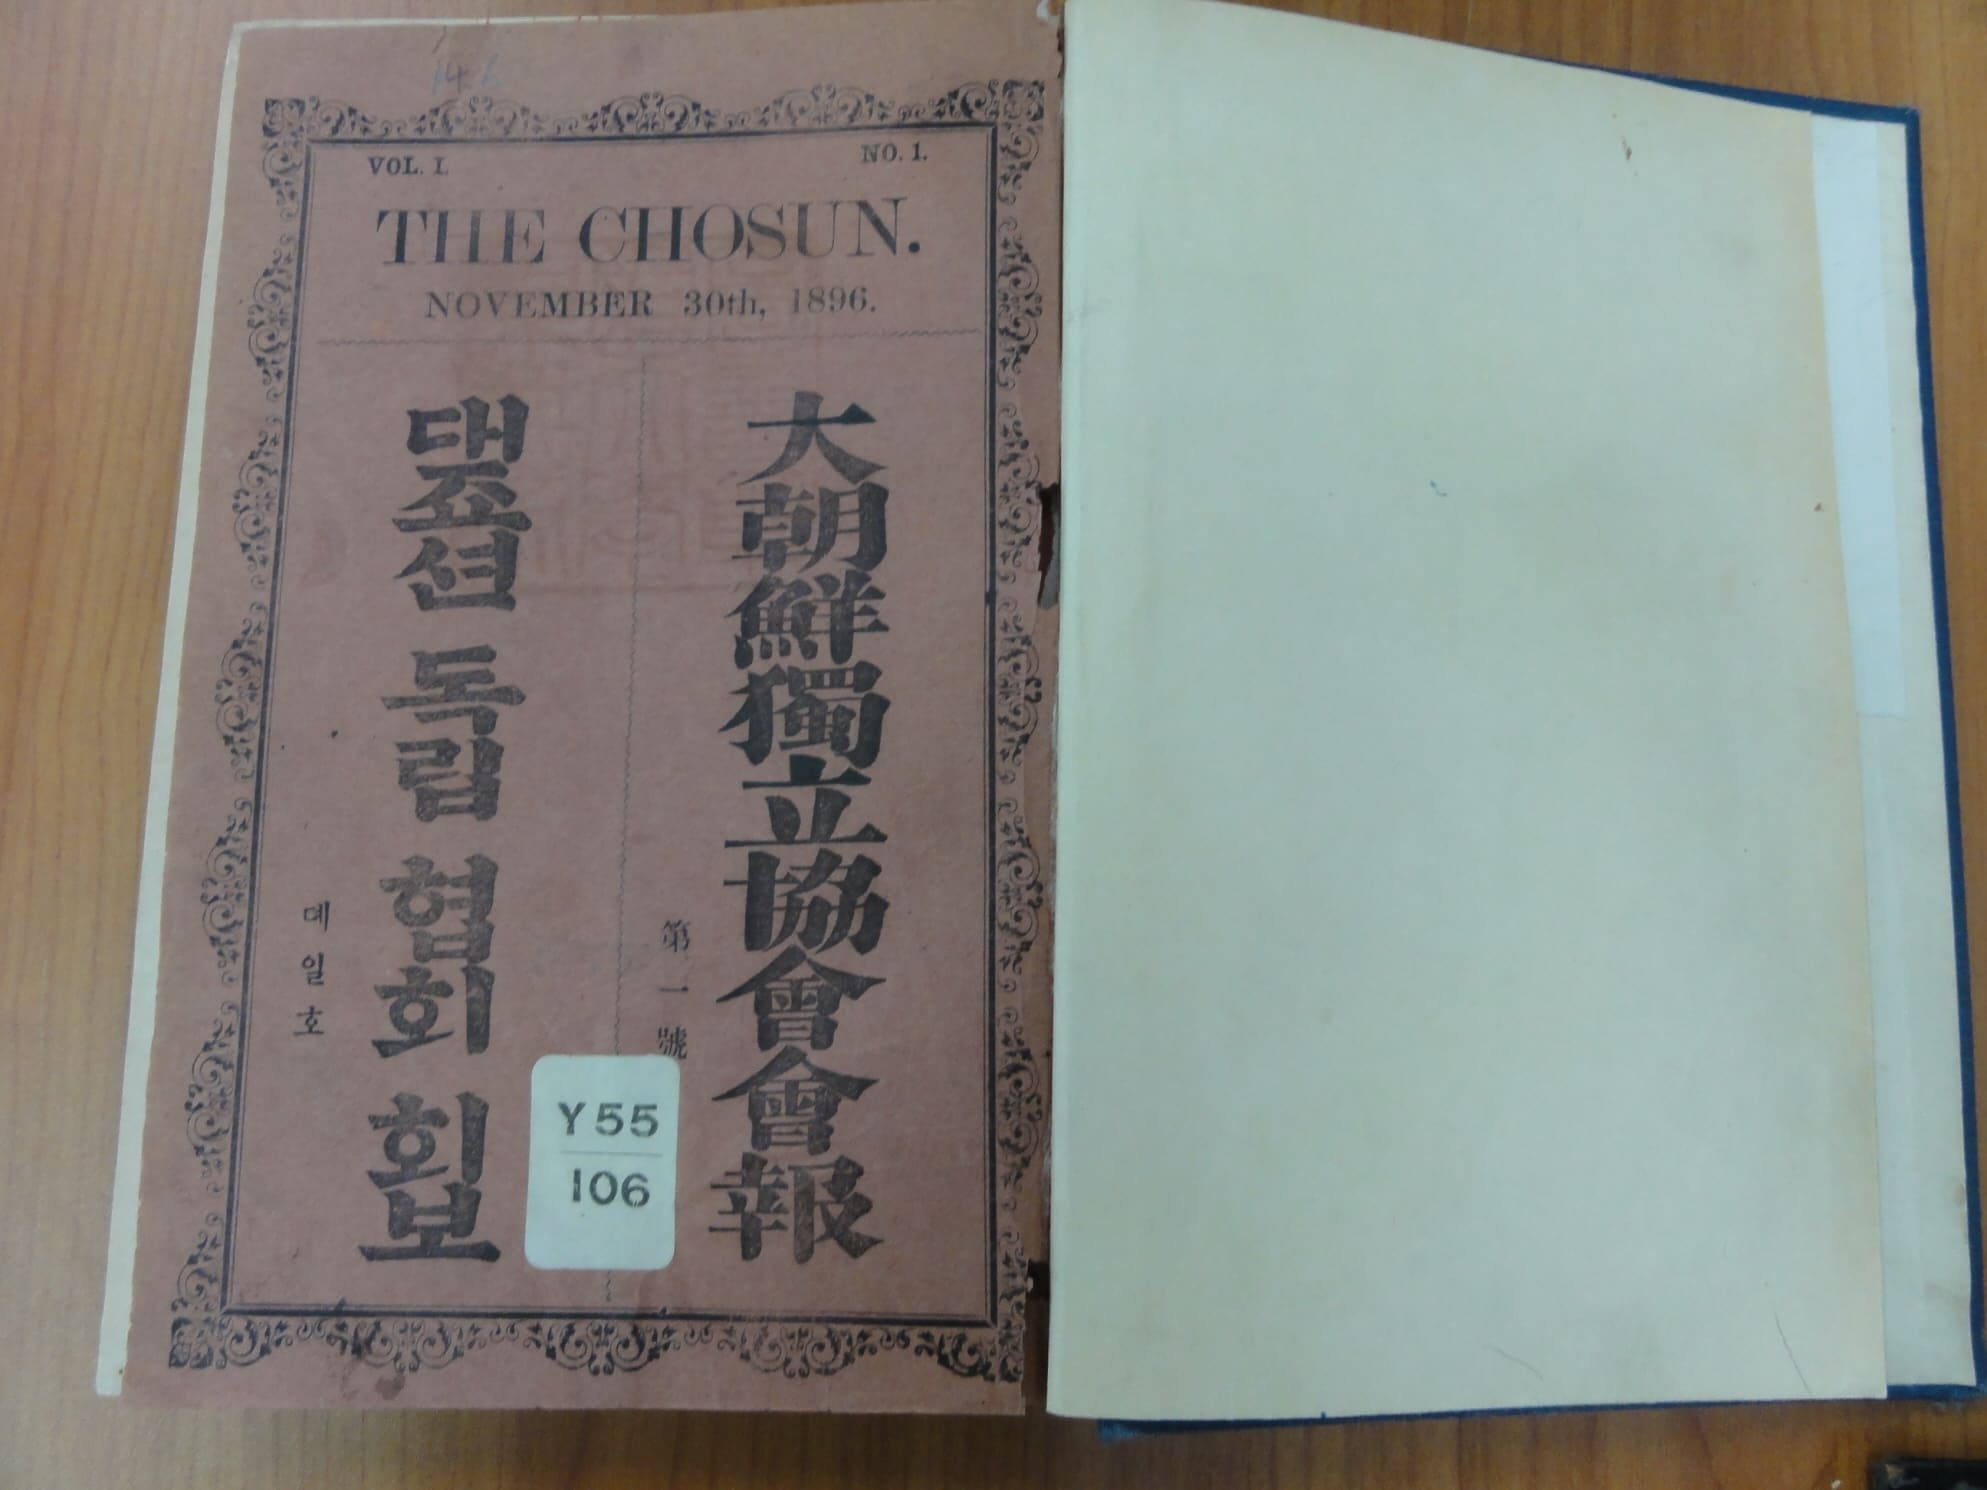 VOL. I.
NO. 1.
THE CHOSUN.
NOVEMBER 30th, 1896.
大朝鮮獨立協會會報
第一號
대죠션 독립 협회 회보
뎨일호
Y55
106